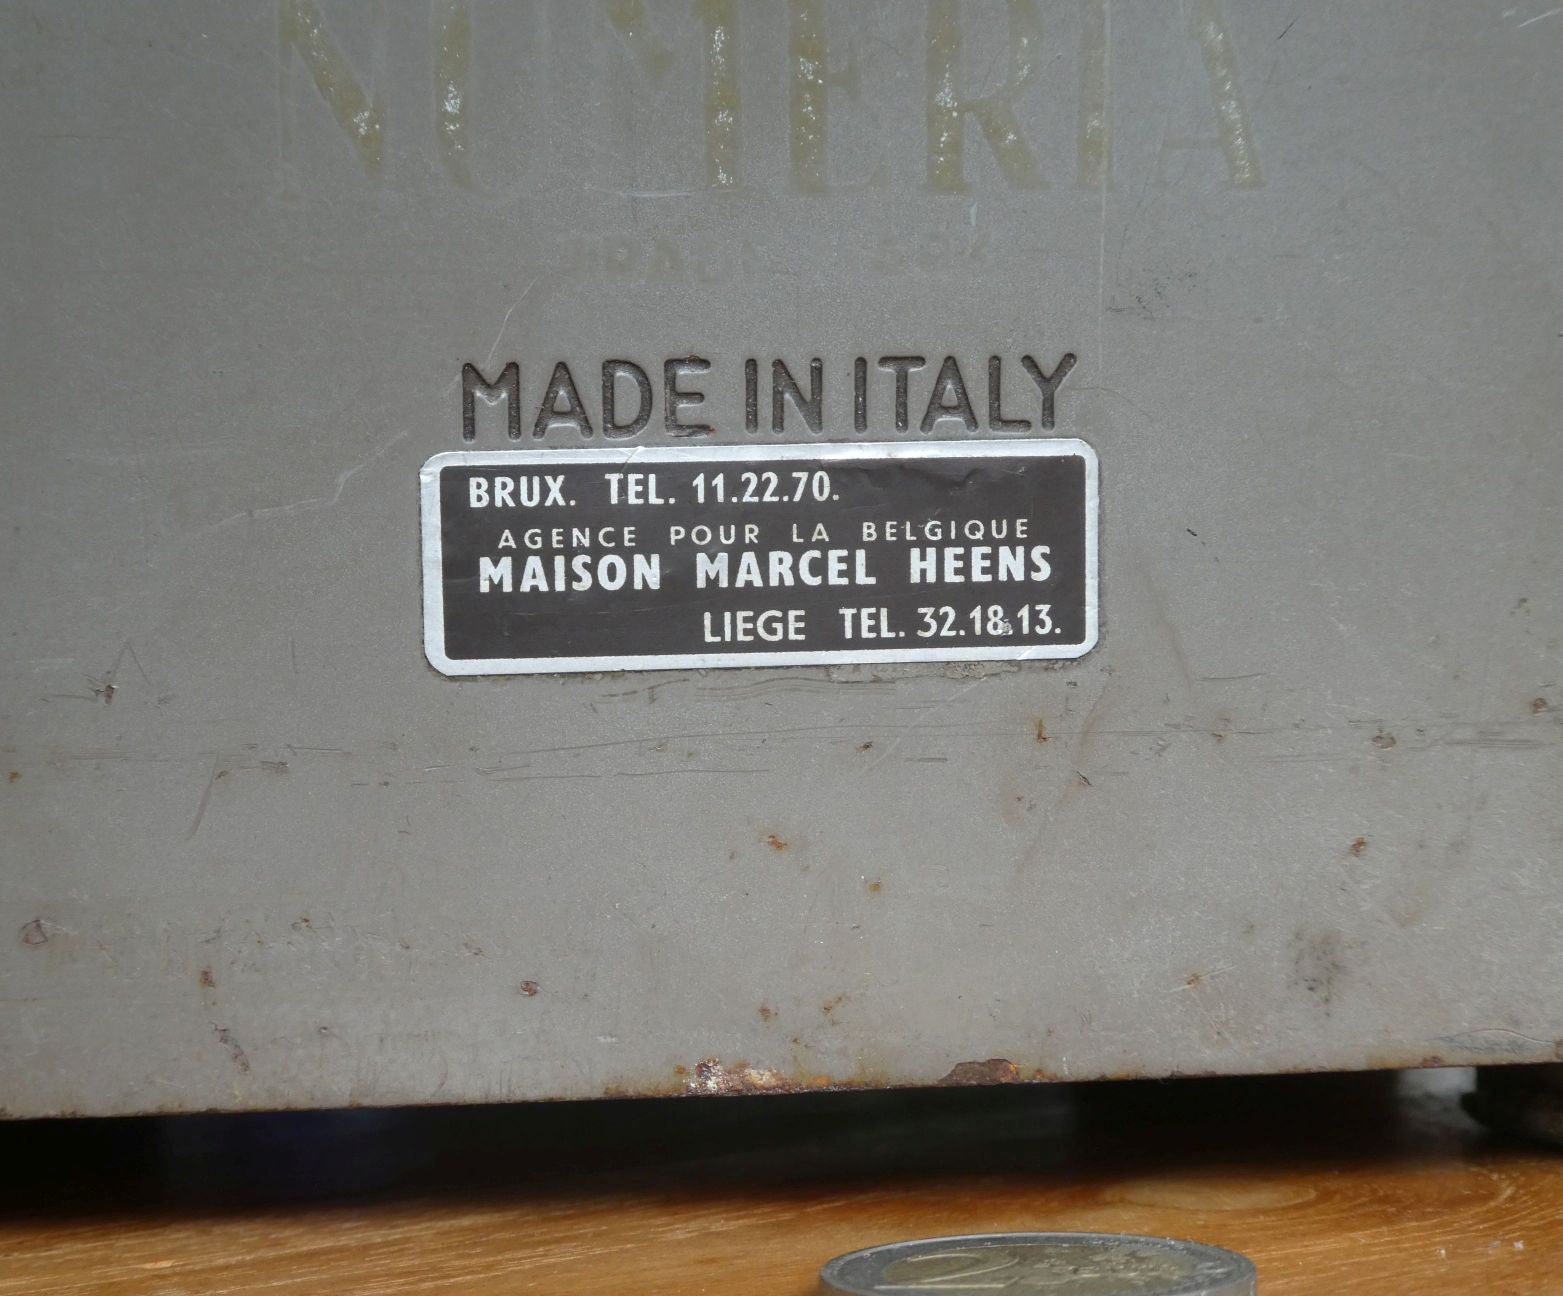 NUMERIA
MADE IN ITALY
BRUX. TEL. 11.22.70.
AGENCE POUR LA BELGIQUE
MAISON MARCEL HEENS
LIEGE TEL. 32.18.13.
2